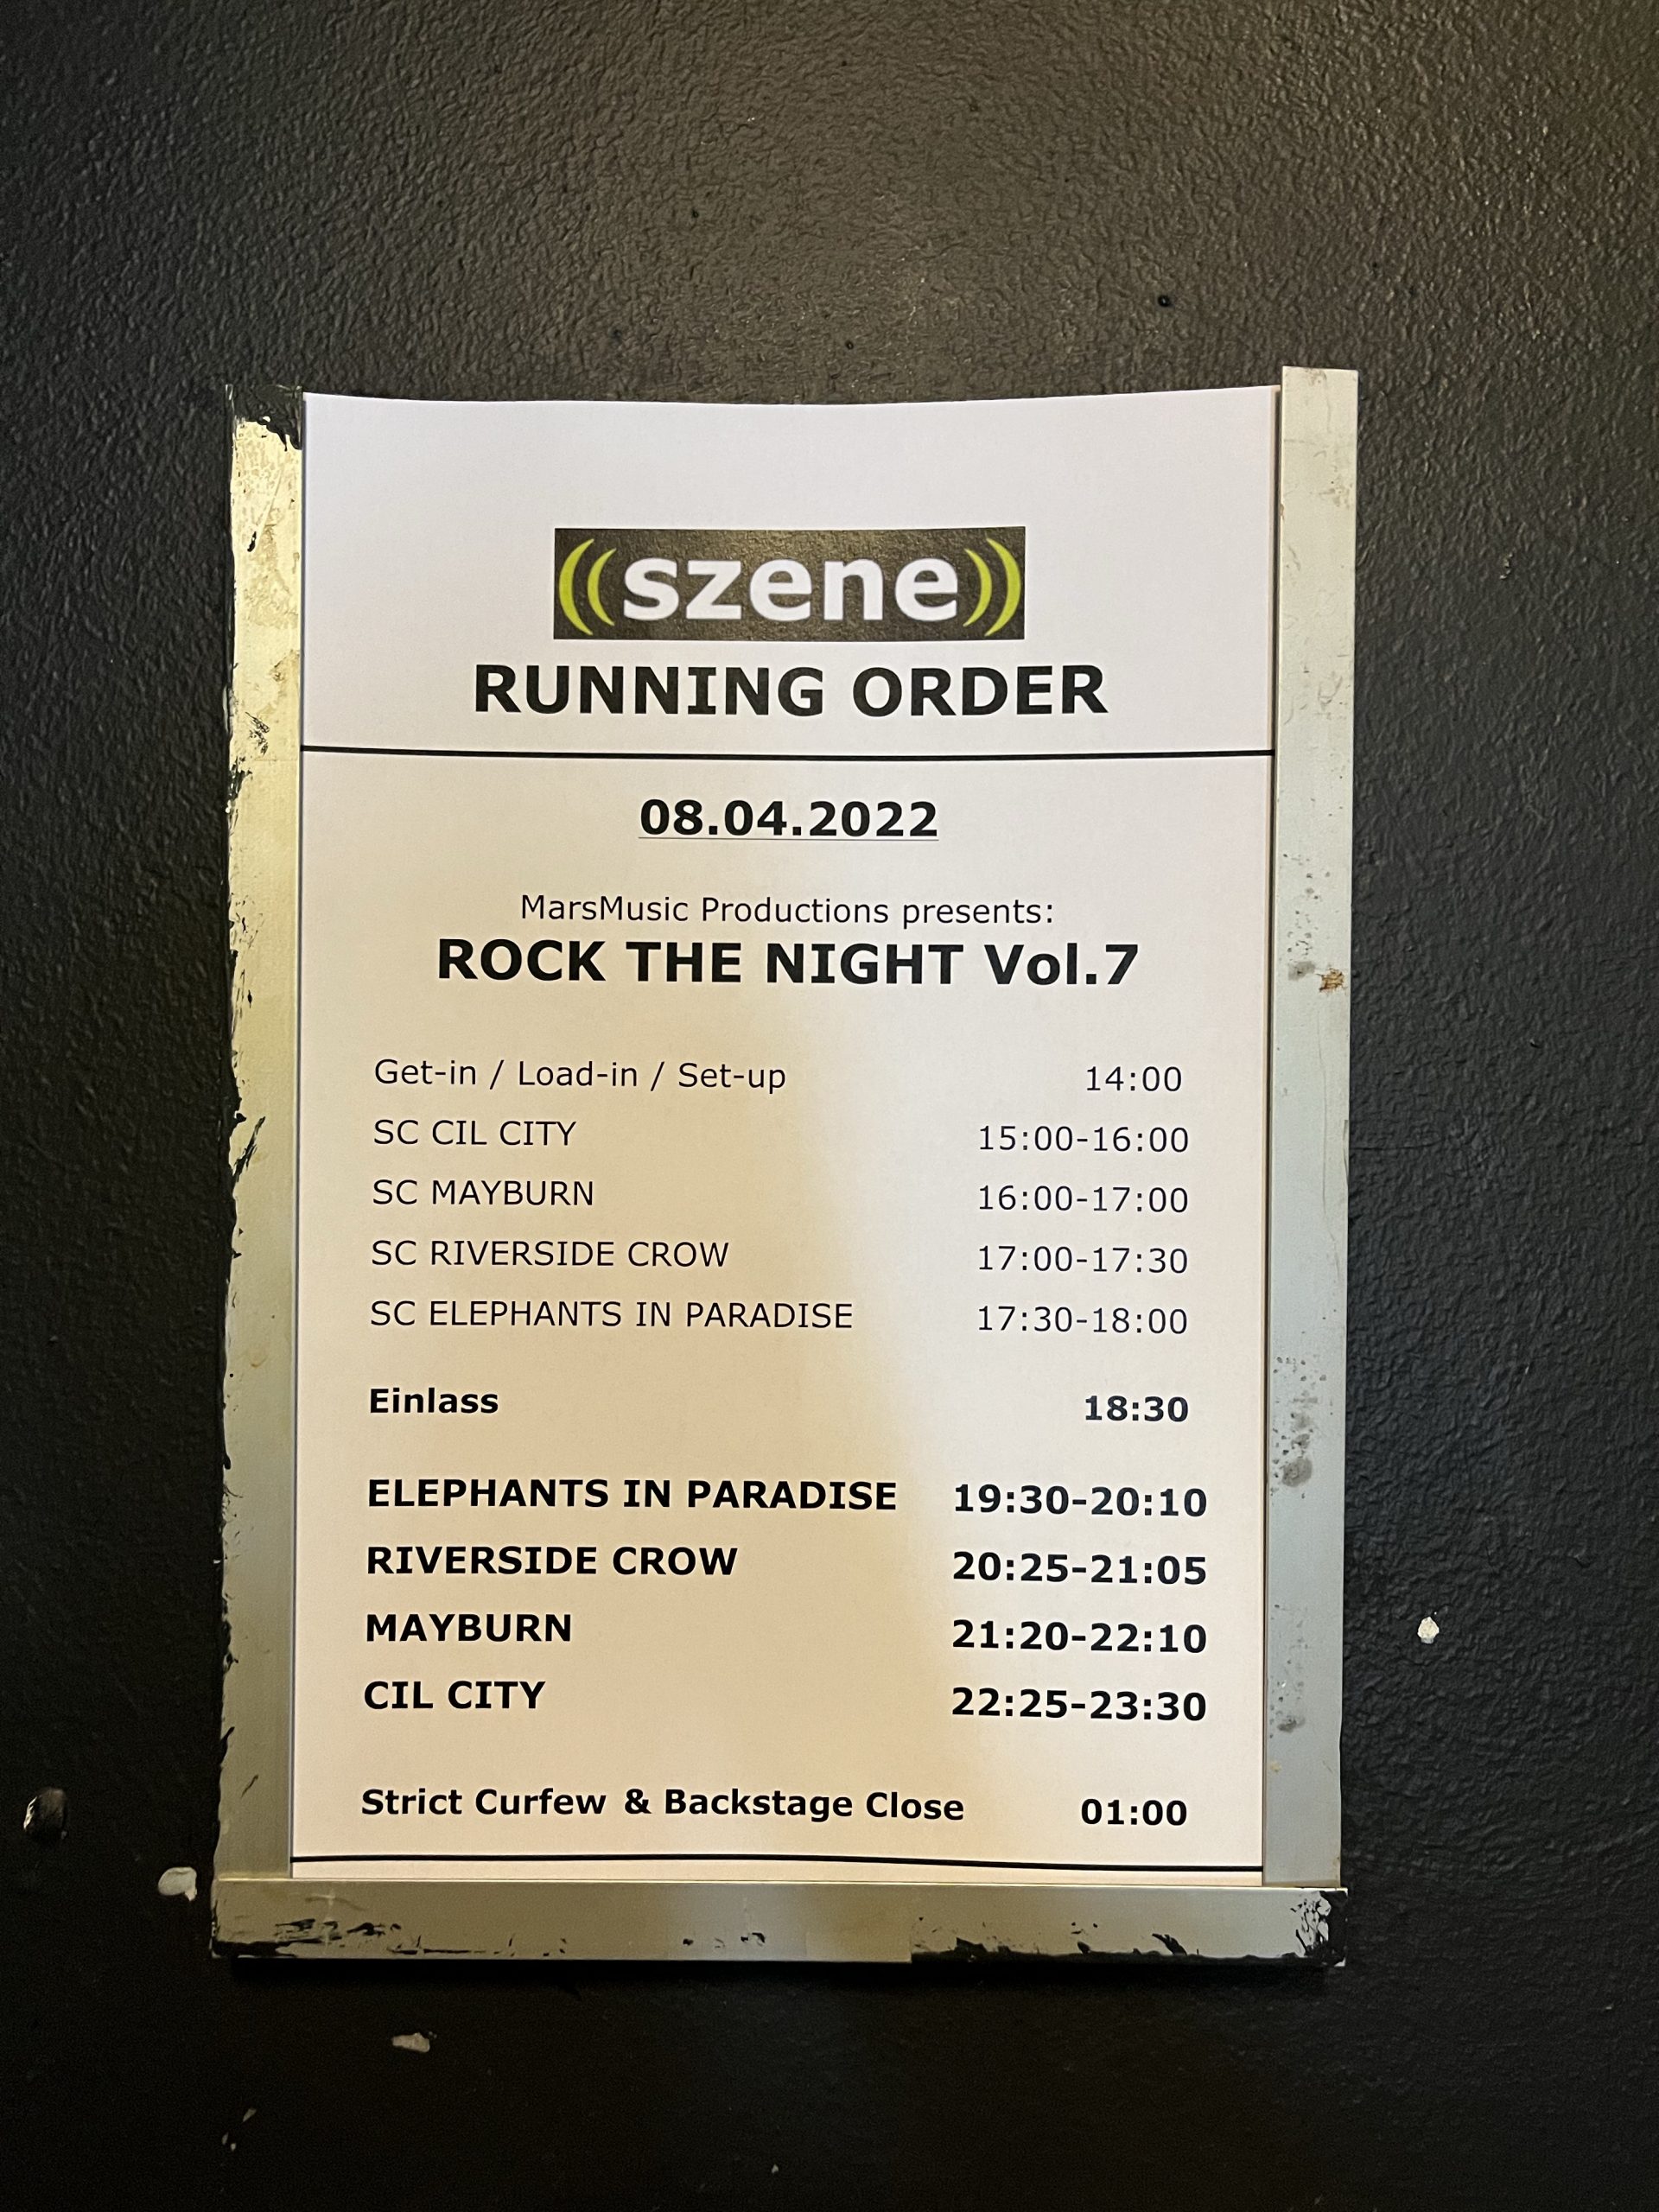 ((szene))
RUNNING ORDER
08.04.2022
MarsMusic Productions presents:
ROCK THE NIGHT Vol.7
Get-in / Load-in / Set-up 14:00
SC CIL CITY 15:00-16:00
SC MAYBURN 16:00-17:00
SC RIVERSIDE CROW 17:00-17:30
SC ELEPHANTS IN PARADISE 17:30-18:00
Einlass 18:30
ELEPHANTS IN PARADISE 19:30-20:10
RIVERSIDE CROW 20:25-21:05
MAYBURN 21:20-22:10
CIL CITY 22:25-23:30
Strict Curfew & Backstage Close 01:00